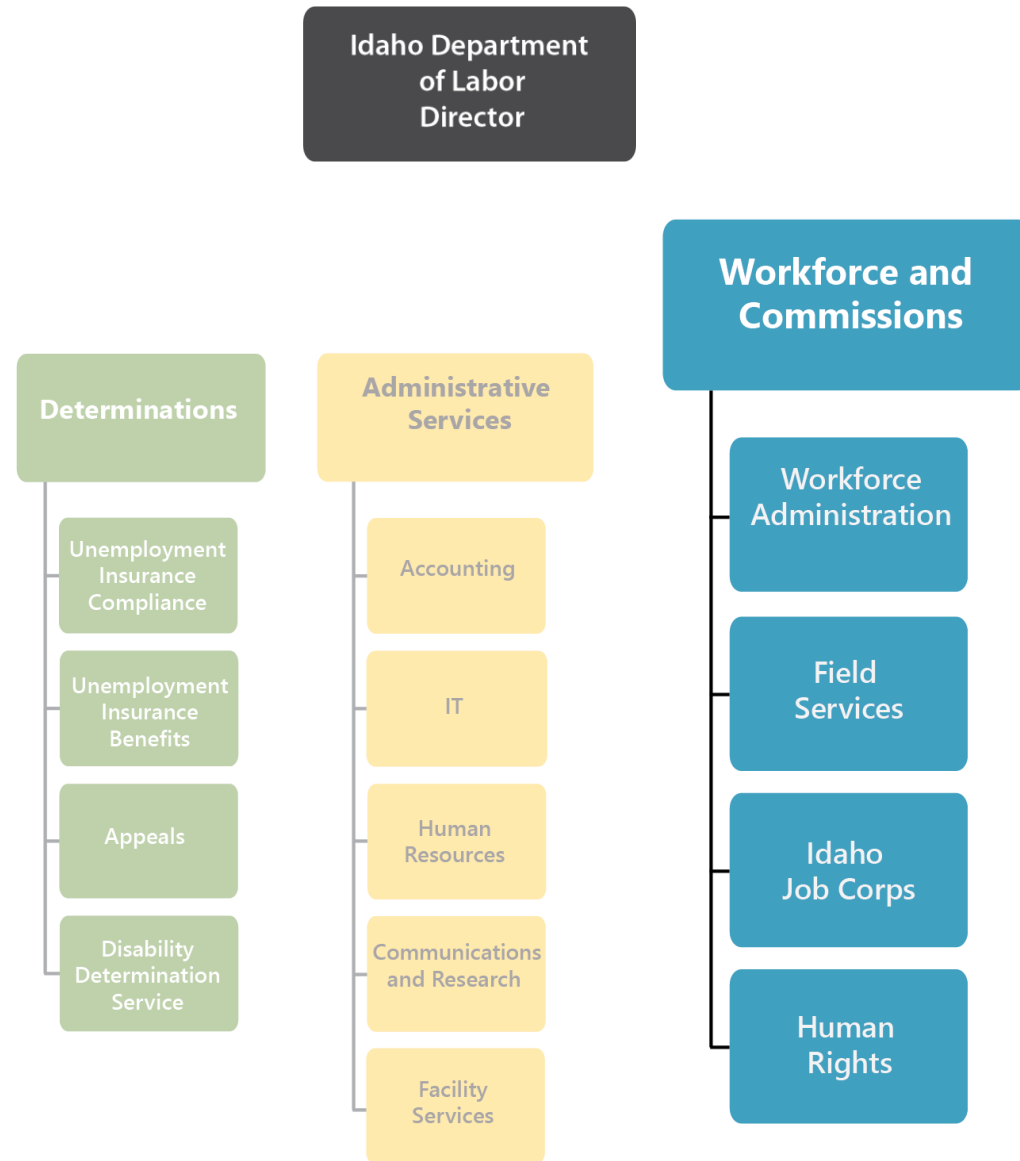 Idaho Department
of Labor
Director
Workforce and
Commissions
Workforce
Administration
Field
Services
Idaho
Job Corps
Human
Rights
Determinations
Unemployment
Insurance
Compliance
Unemployment
Insurance
Benefits
Appeals
Disability
Determination
Service
Administrative
Services
Accounting
IT
Human
Resources
Communications
and Research
Facility
Services